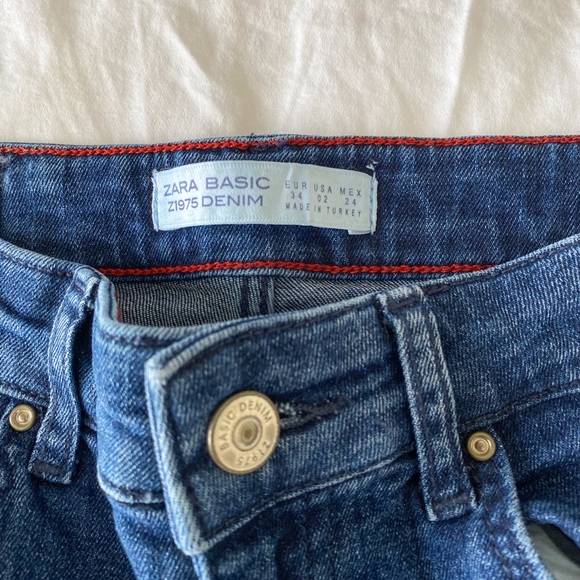 ZARA BASIC
Z1975 DENIM
EUR USA MEX
34 02 24
MADE IN TURKEY
BASIC DENIM
Z1975